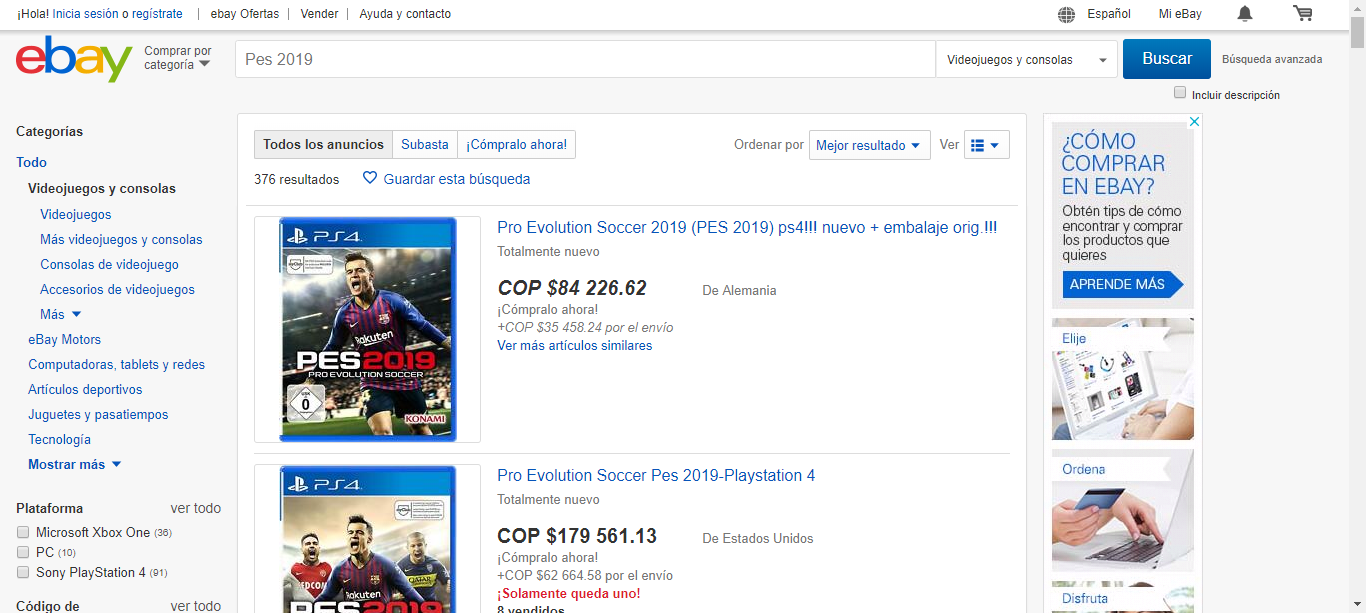 ¡Hola! Inicia sesión o regístrate | ebay Ofertas | Vender | Ayuda y contacto
Español Mi eBay
ebay
Comprar por
categoría
Pes 2019
Videojuegos y consolas
Buscar
Búsqueda avanzada
Incluir descripción
Categorías
Todo
Videojuegos y consolas
Videojuegos
Más videojuegos y consolas
Consolas de videojuego
Accesorios de videojuegos
Más
eBay Motors
Computadoras, tablets y redes
Artículos deportivos
Juguetes y pasatiempos
Tecnología
Mostrar más
Plataforma ver todo
Microsoft Xbox One (36)
PC (10)
Sony PlayStation 4 (91)
Código de ver todo
Todos los anuncios Subasta ¡Cómpralo ahora!
Ordenar por Mejor resultado Ver
376 resultados Guardar esta búsqueda
PS4
Rakuten
PES2019
PRO EVOLUTION SOCCER
USK
0
KONAMI
Pro Evolution Soccer 2019 (PES 2019) ps4!!! nuevo + embalaje orig.!!!
Totalmente nuevo
COP $84 226.62 De Alemania
¡Cómpralo ahora!
+COP $35 458.24 por el envío
Ver más artículos similares
PS4
Rakuten
PES2019
Pro Evolution Soccer Pes 2019-Playstation 4
Totalmente nuevo
COP $179 561.13 De Estados Unidos
¡Cómpralo ahora!
+COP $62 664.58 por el envío
¡Solamente queda uno!
8 vendidos
¿CÓMO
COMPRAR
EN EBAY?
Obtén tips de cómo
encontrar y comprar
los productos que
quieres
APRENDE MÁS
Elije
Ordena
Disfruta